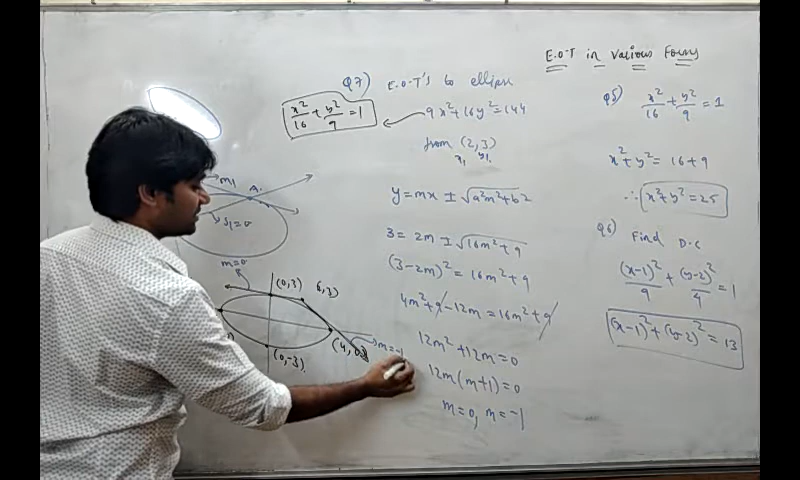 E.O.T in Various Forms
Q7) E.O.T's to ellipse
x²/16 + y²/9 = 1
9x²+16y²=144
from (2,3)
x₁ y₁
y=mx ± √a²m²+b²
3 = 2m ± √16m²+9
(3-2m)² = 16m²+9
4m²+9-12m=16m²+9
12m²+12m=0
12m(m+1)=0
m=0, m=-1
Q5) x²/16 + y²/9 = 1
x²+y² = 16+9
∴ x²+y²=25
Q6) Find D.C
(x-1)²/9 + (y-2)²/4 = 1
(x-1)²+(y-2)² = 13
m₁
A
S₁=0
m=0
(0,3)
,3)
(4,0)
m=-1
(0,-3)